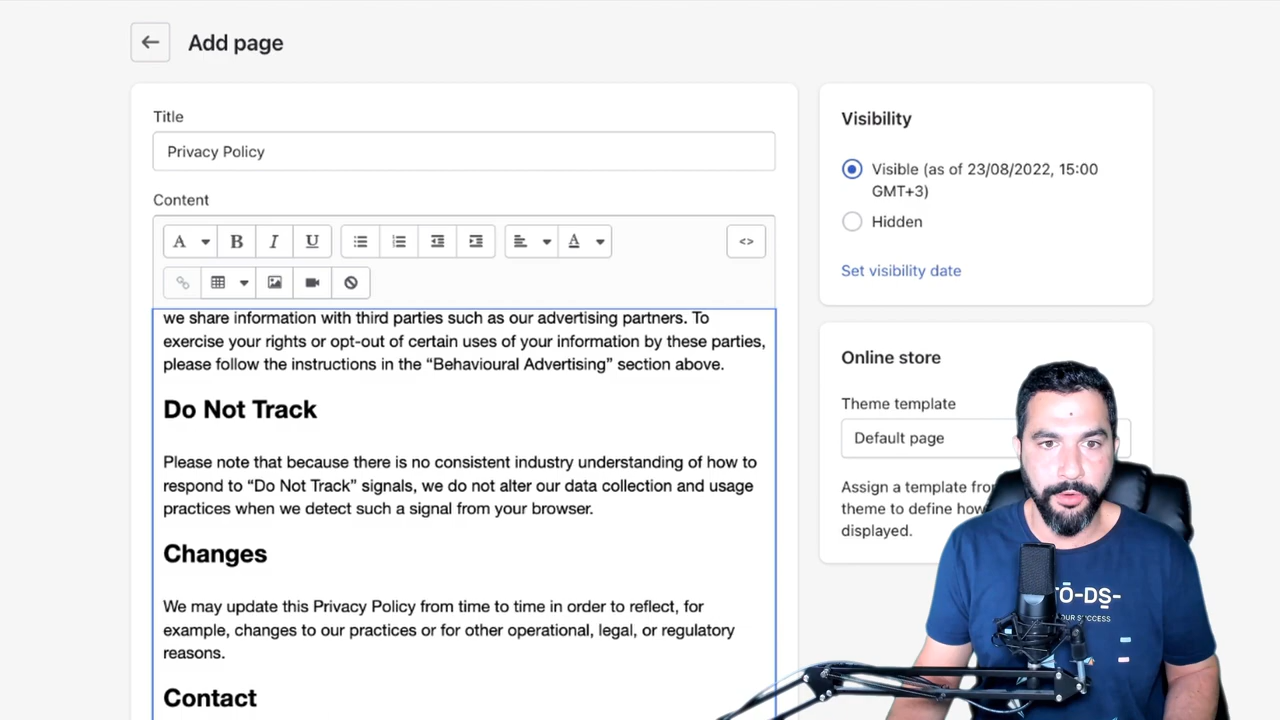 Add page
Title
Privacy Policy
Content
A
B
I
U
A
<>
we share information with third parties such as our advertising partners. To
exercise your rights or opt-out of certain uses of your information by these parties,
please follow the instructions in the “Behavioural Advertising” section above.
Do Not Track
Please note that because there is no consistent industry understanding of how to
respond to “Do Not Track” signals, we do not alter our data collection and usage
practices when we detect such a signal from your browser.
Changes
We may update this Privacy Policy from time to time in order to reflect, for
example, changes to our practices or for other operational, legal, or regulatory
reasons.
Contact
Visibility
Visible (as of 23/08/2022, 15:00
GMT+3)
Hidden
Set visibility date
Online store
Theme template
Default page
Assign a template
theme to define how
displayed.
-DS-
OUR SUCCESS